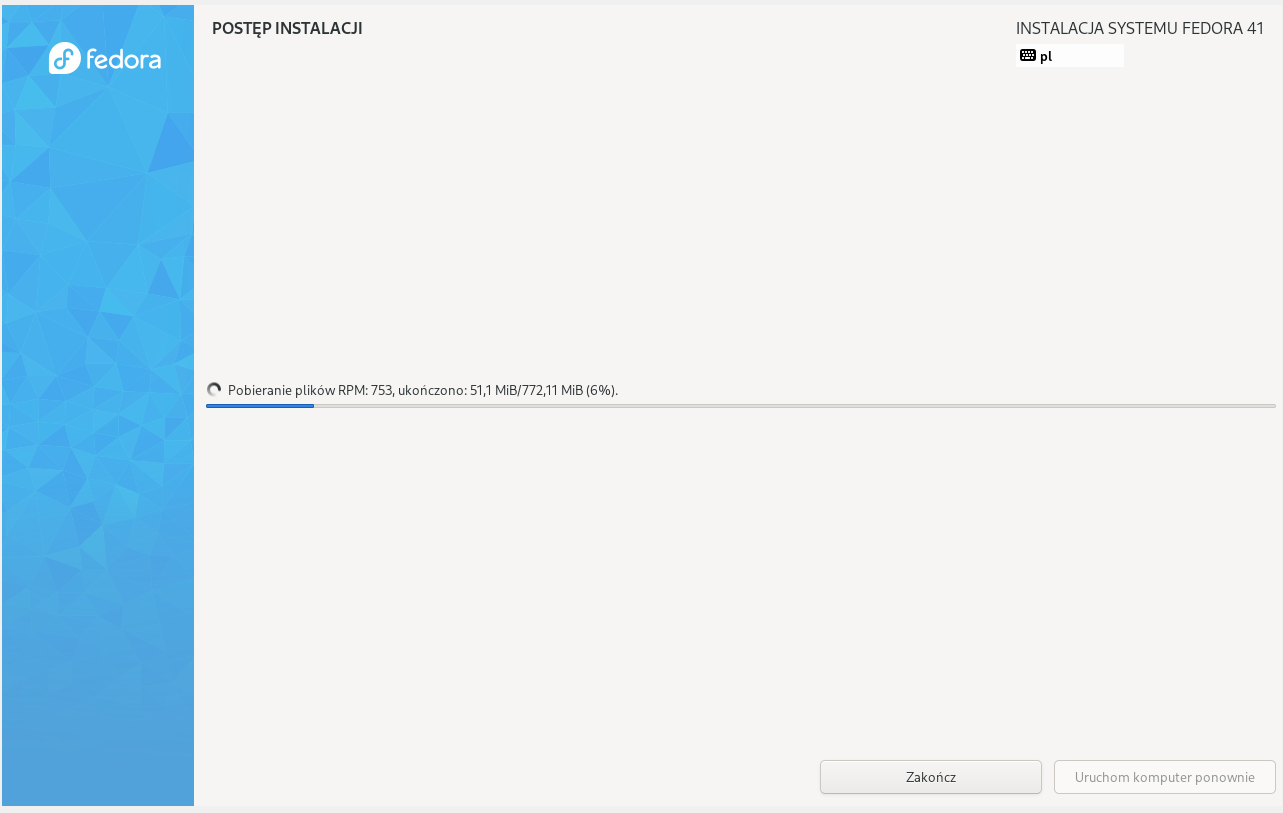 fedora
POSTĘP INSTALACJI
INSTALACJA SYSTEMU FEDORA 41
pl
Pobieranie plików RPM: 753, ukończono: 51,1 MiB/772,11 MiB (6%).
Zakończ
Uruchom komputer ponownie